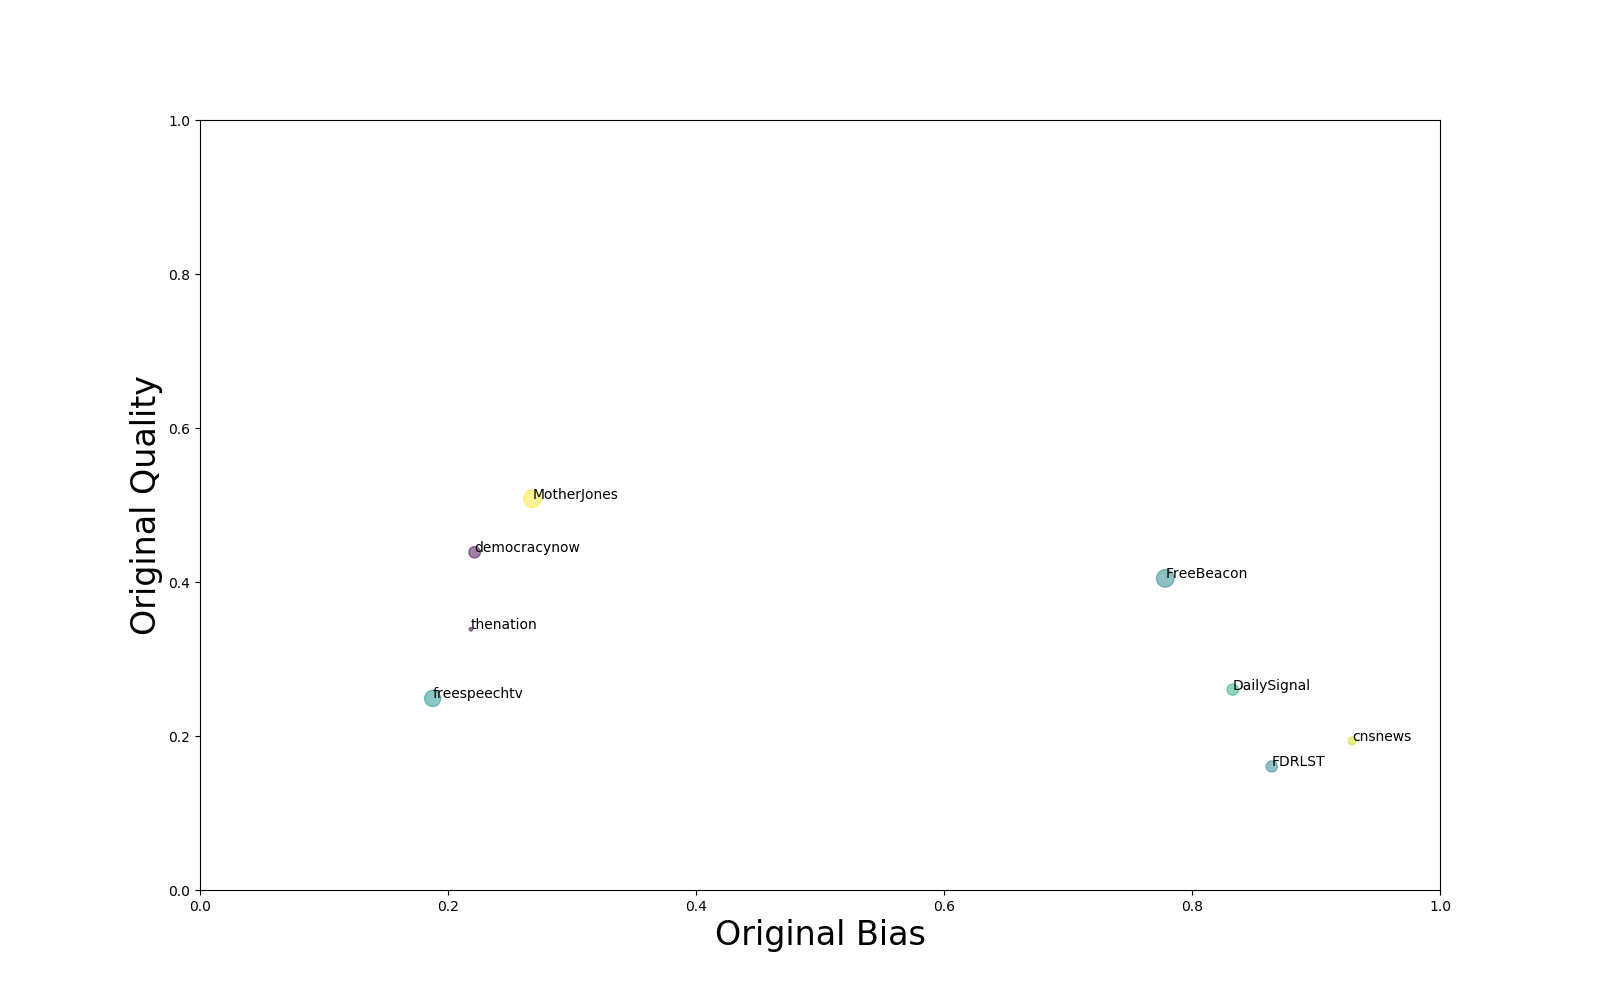 1.0
0.8
0.6
0.4
0.2
0.0
Original Quality
MotherJones
democracynow
FreeBeacon
thenation
freespeechtv
DailySignal
cnsnews
FDRLST
0.0 0.2 0.4 0.6 0.8 1.0
Original Bias